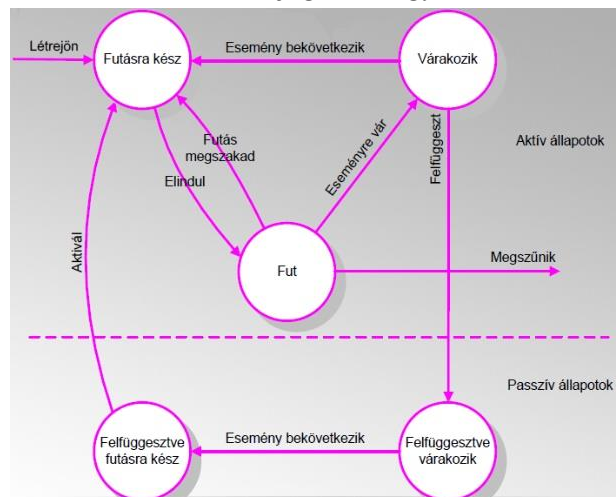 Létrejön
Futásra kész
Esemény bekövetkezik
Várakozik
Futás
megszakad
Elindul
Eseményre vár
Felfüggeszt
Aktív állapotok
Aktivál
Fut
Megszűnik
Passzív állapotok
Felfüggesztve
futásra kész
Esemény bekövetkezik
Felfüggesztve
várakozik